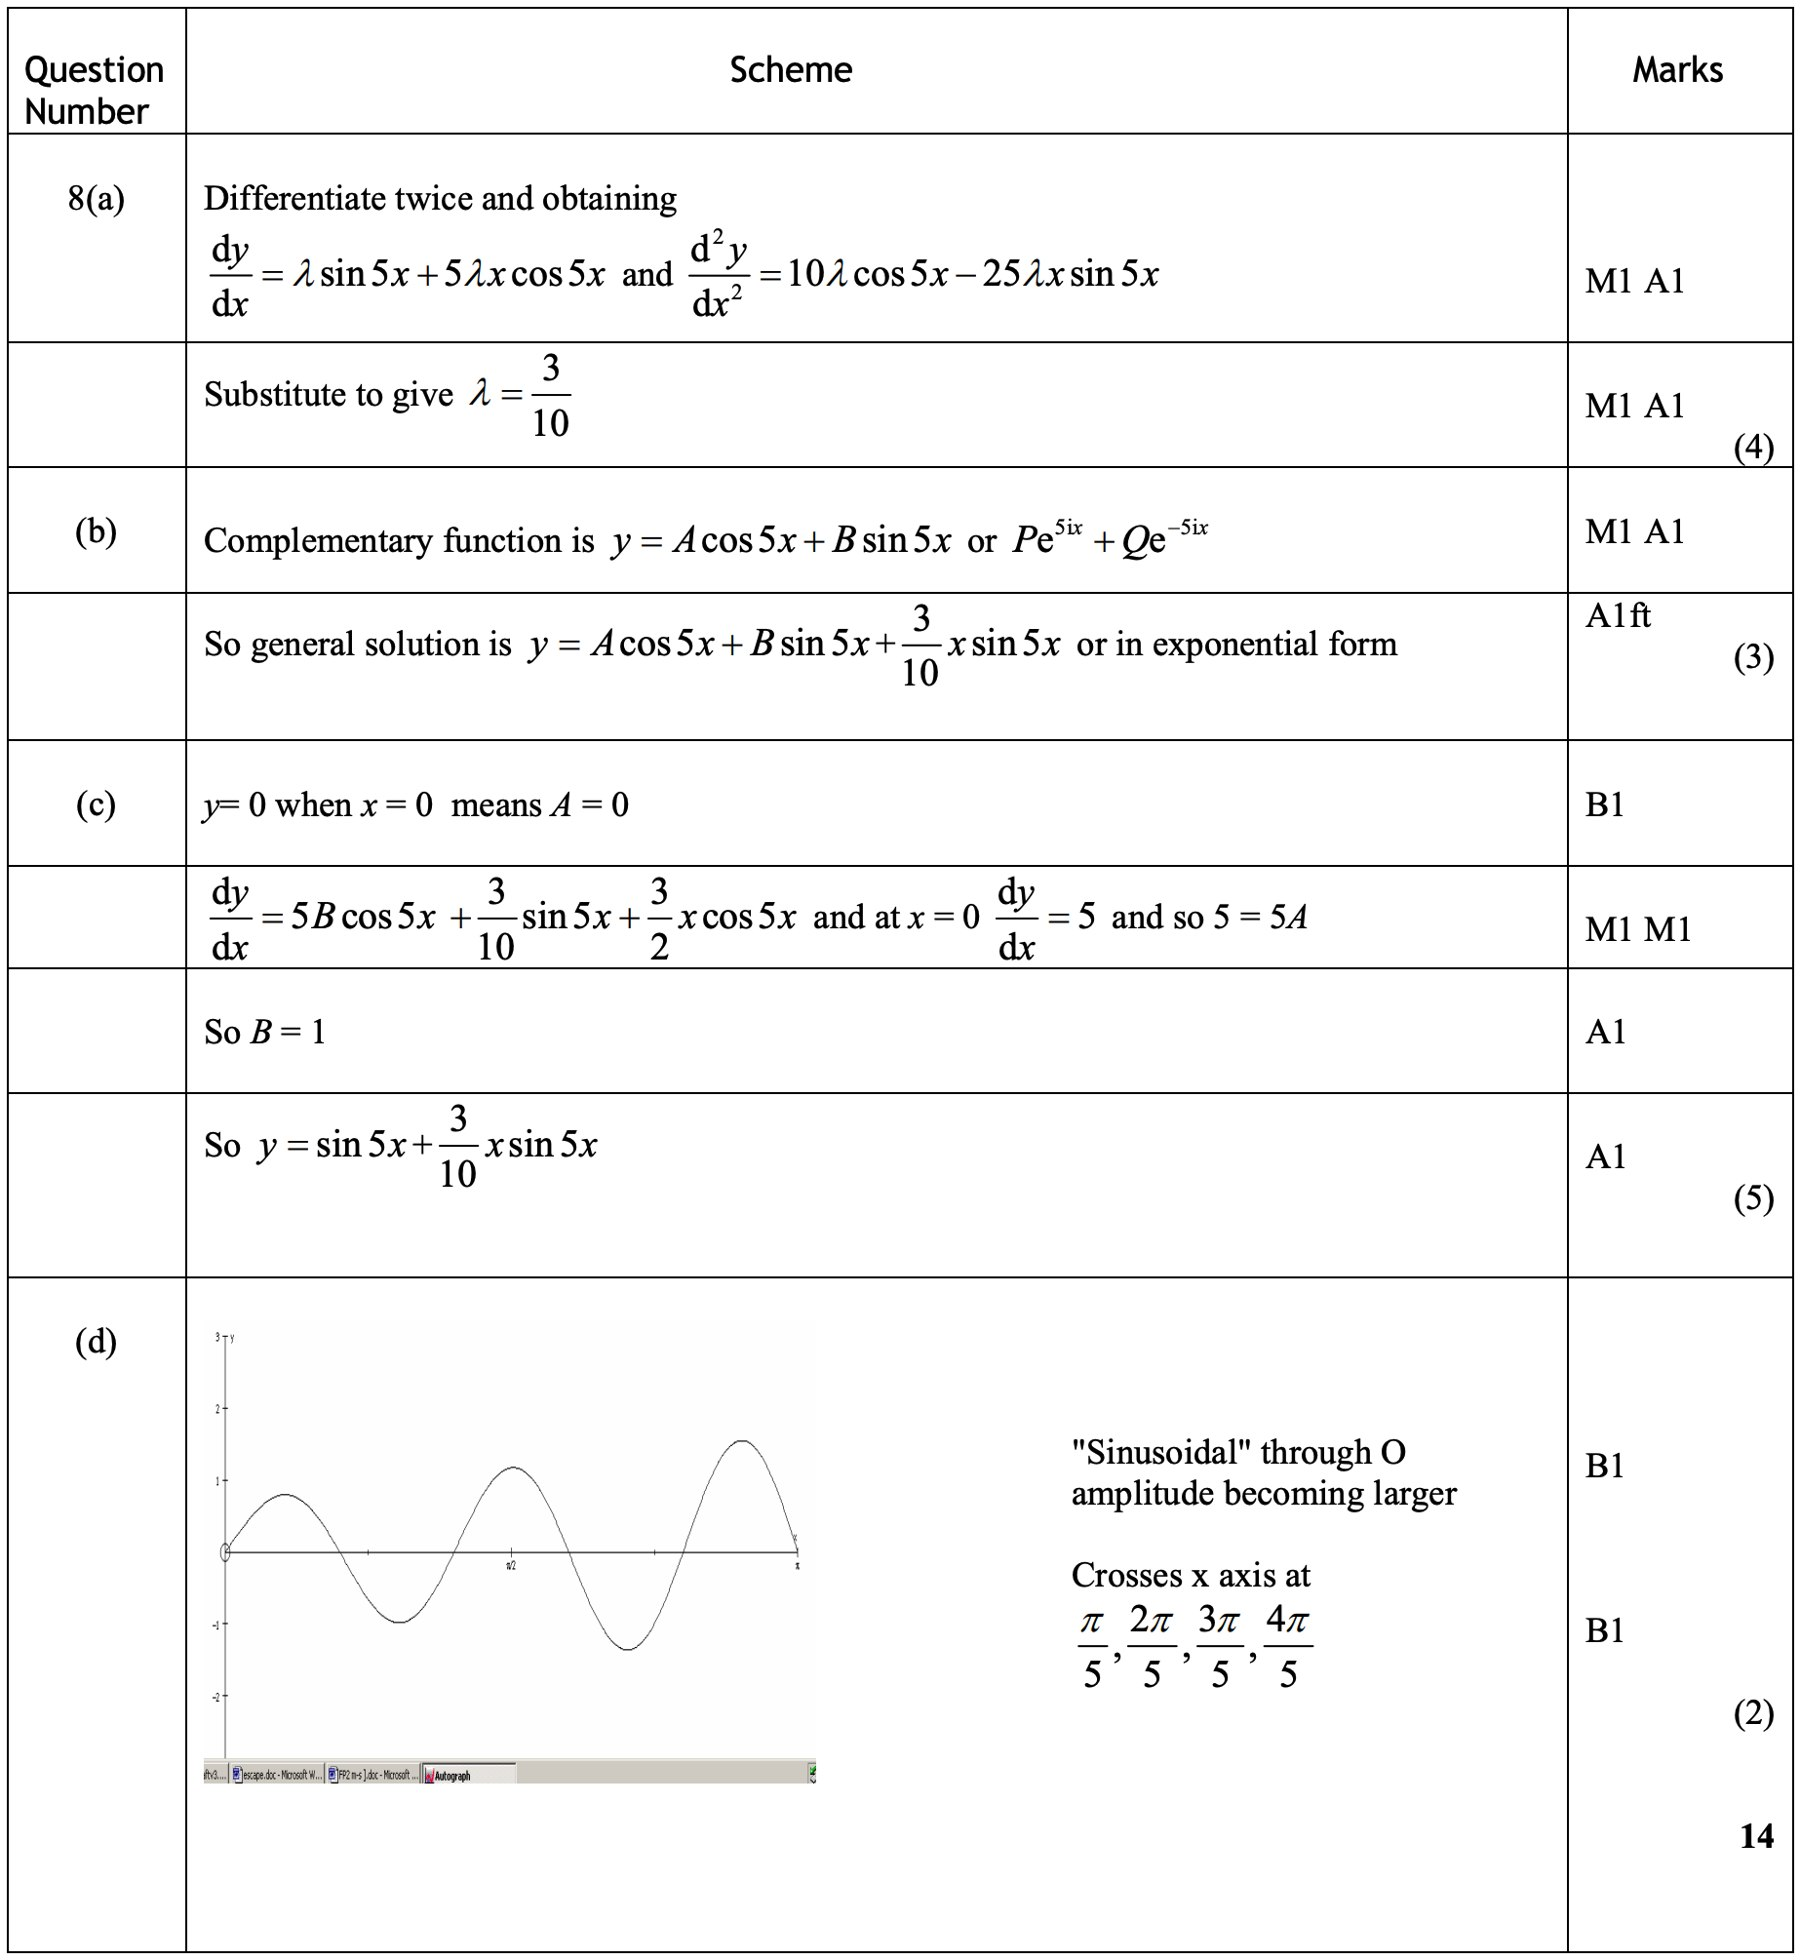 Question Number Scheme Marks
8(a) Differentiate twice and obtaining
dy/dx = λ sin 5x + 5λx cos 5x and d²y/dx² = 10λ cos 5x − 25λx sin 5x M1 A1
Substitute to give λ = 3/10 M1 A1
(4)
(b) Complementary function is y = A cos 5x + B sin 5x or Pe^{5ix} + Qe^{−5ix} M1 A1
So general solution is y = A cos 5x + B sin 5x + 3/10 x sin 5x or in exponential form A1ft
(3)
(c) y= 0 when x = 0 means A = 0 B1
dy/dx = 5B cos 5x + 3/10 sin 5x + 3/2 x cos 5x and at x = 0 dy/dx = 5 and so 5 = 5A M1 M1
So B = 1 A1
So y = sin 5x + 3/10 x sin 5x A1
(5)
(d)
3 y
2
1
0 π/2 π
-1
-2
"Sinusoidal" through O
amplitude becoming larger B1
Crosses x axis at
π/5, 2π/5, 3π/5, 4π/5 B1
(2)
escape.doc - Microsoft W... FP2 m-s ].doc - Microsoft ... Autograph
14